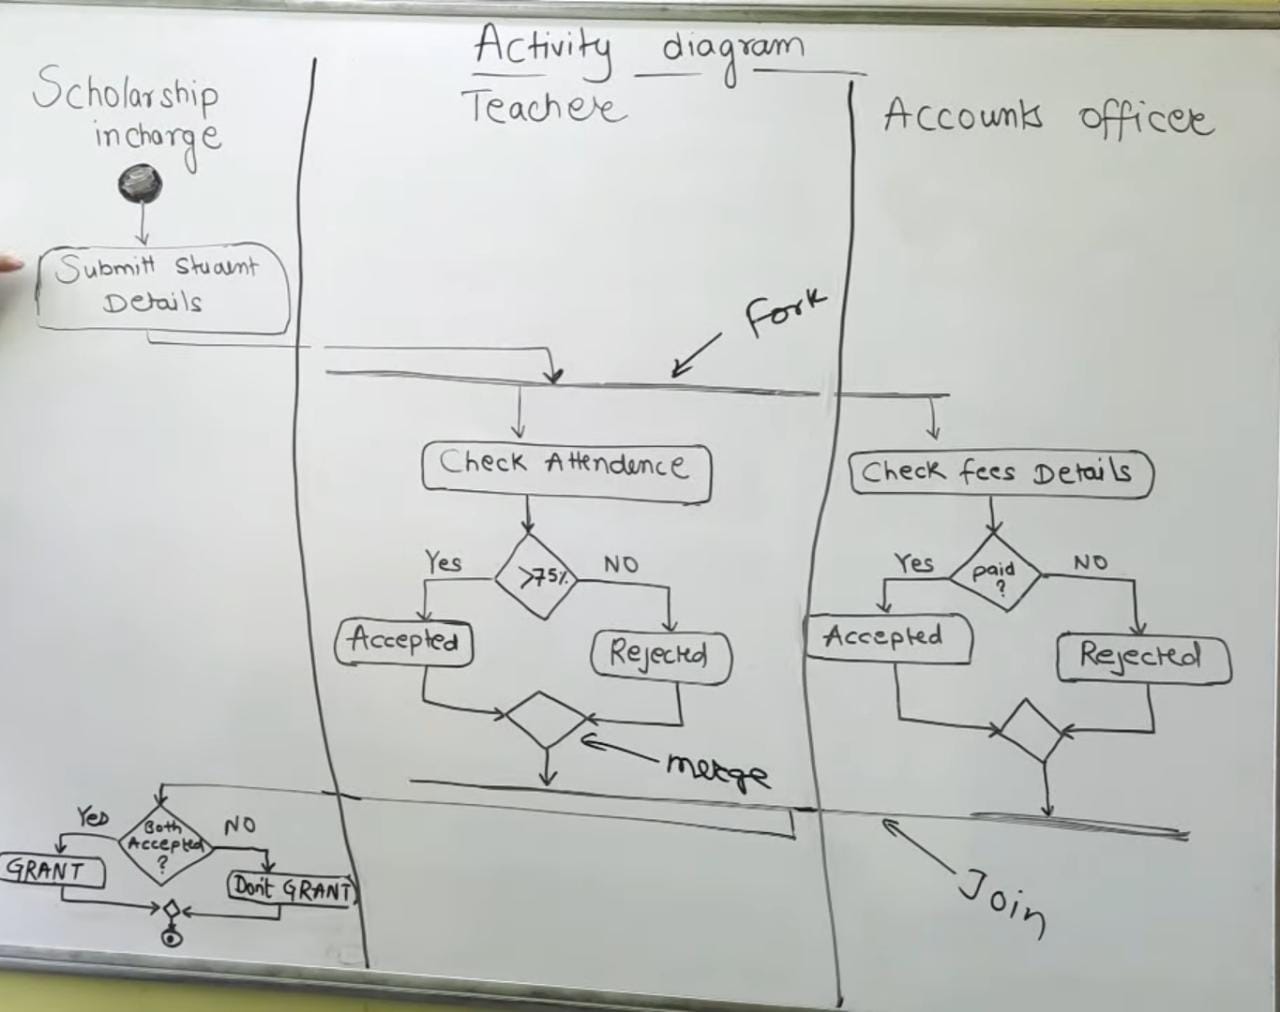 Activity diagram
Scholarship
incharge
Teacher
Accounts officer
Submitt Student
Details
Fork
Check Attendence
Check fees Details
Yes
>75%
NO
Yes
paid
?
NO
Accepted
Rejected
Accepted
Rejected
merge
Join
Yes
Both
Accepted
?
NO
GRANT
Don't GRANT